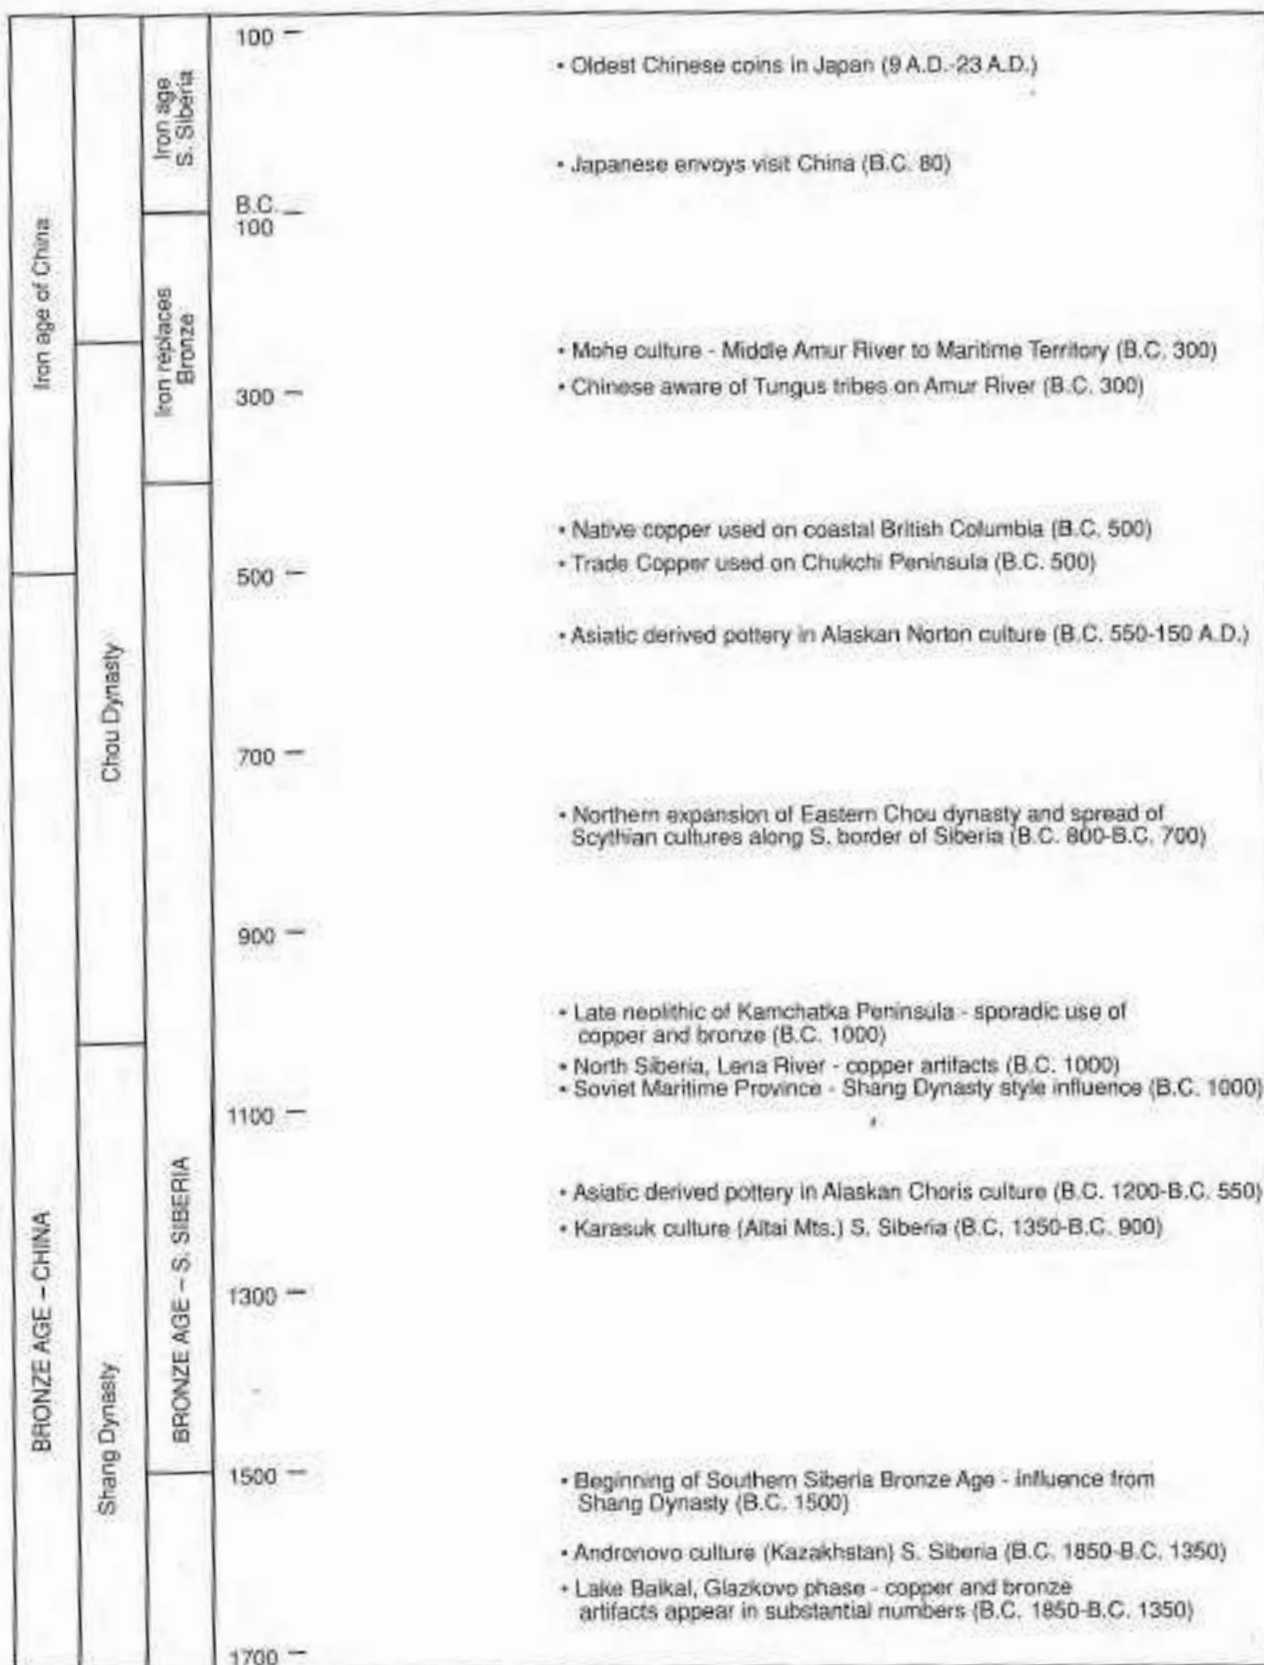 Iron age of China
BRONZE AGE – CHINA
Chou Dynasty
Shang Dynasty
Iron age
S. Siberia
Iron replaces
Bronze
BRONZE AGE – S. SIBERIA
100
B.C.
100
300
500
700
900
1100
1300
1500
1700
• Oldest Chinese coins in Japan (9 A.D.-23 A.D.)
• Japanese envoys visit China (B.C. 80)
• Mohe culture - Middle Amur River to Maritime Territory (B.C. 300)
• Chinese aware of Tungus tribes on Amur River (B.C. 300)
• Native copper used on coastal British Columbia (B.C. 500)
• Trade Copper used on Chukchi Peninsula (B.C. 500)
• Asiatic derived pottery in Alaskan Norton culture (B.C. 550-150 A.D.)
• Northern expansion of Eastern Chou dynasty and spread of
Scythian cultures along S. border of Siberia (B.C. 800-B.C. 700)
• Late neolithic of Kamchatka Peninsula - sporadic use of
copper and bronze (B.C. 1000)
• North Siberia, Lena River - copper artifacts (B.C. 1000)
• Soviet Maritime Province - Shang Dynasty style influence (B.C. 1000)
• Asiatic derived pottery in Alaskan Choris culture (B.C. 1200-B.C. 550)
• Karasuk culture (Altai Mts.) S. Siberia (B.C. 1350-B.C. 900)
• Beginning of Southern Siberia Bronze Age - influence from
Shang Dynasty (B.C. 1500)
• Andronovo culture (Kazakhstan) S. Siberia (B.C. 1850-B.C. 1350)
• Lake Baikal, Glazkovo phase - copper and bronze
artifacts appear in substantial numbers (B.C. 1850-B.C. 1350)